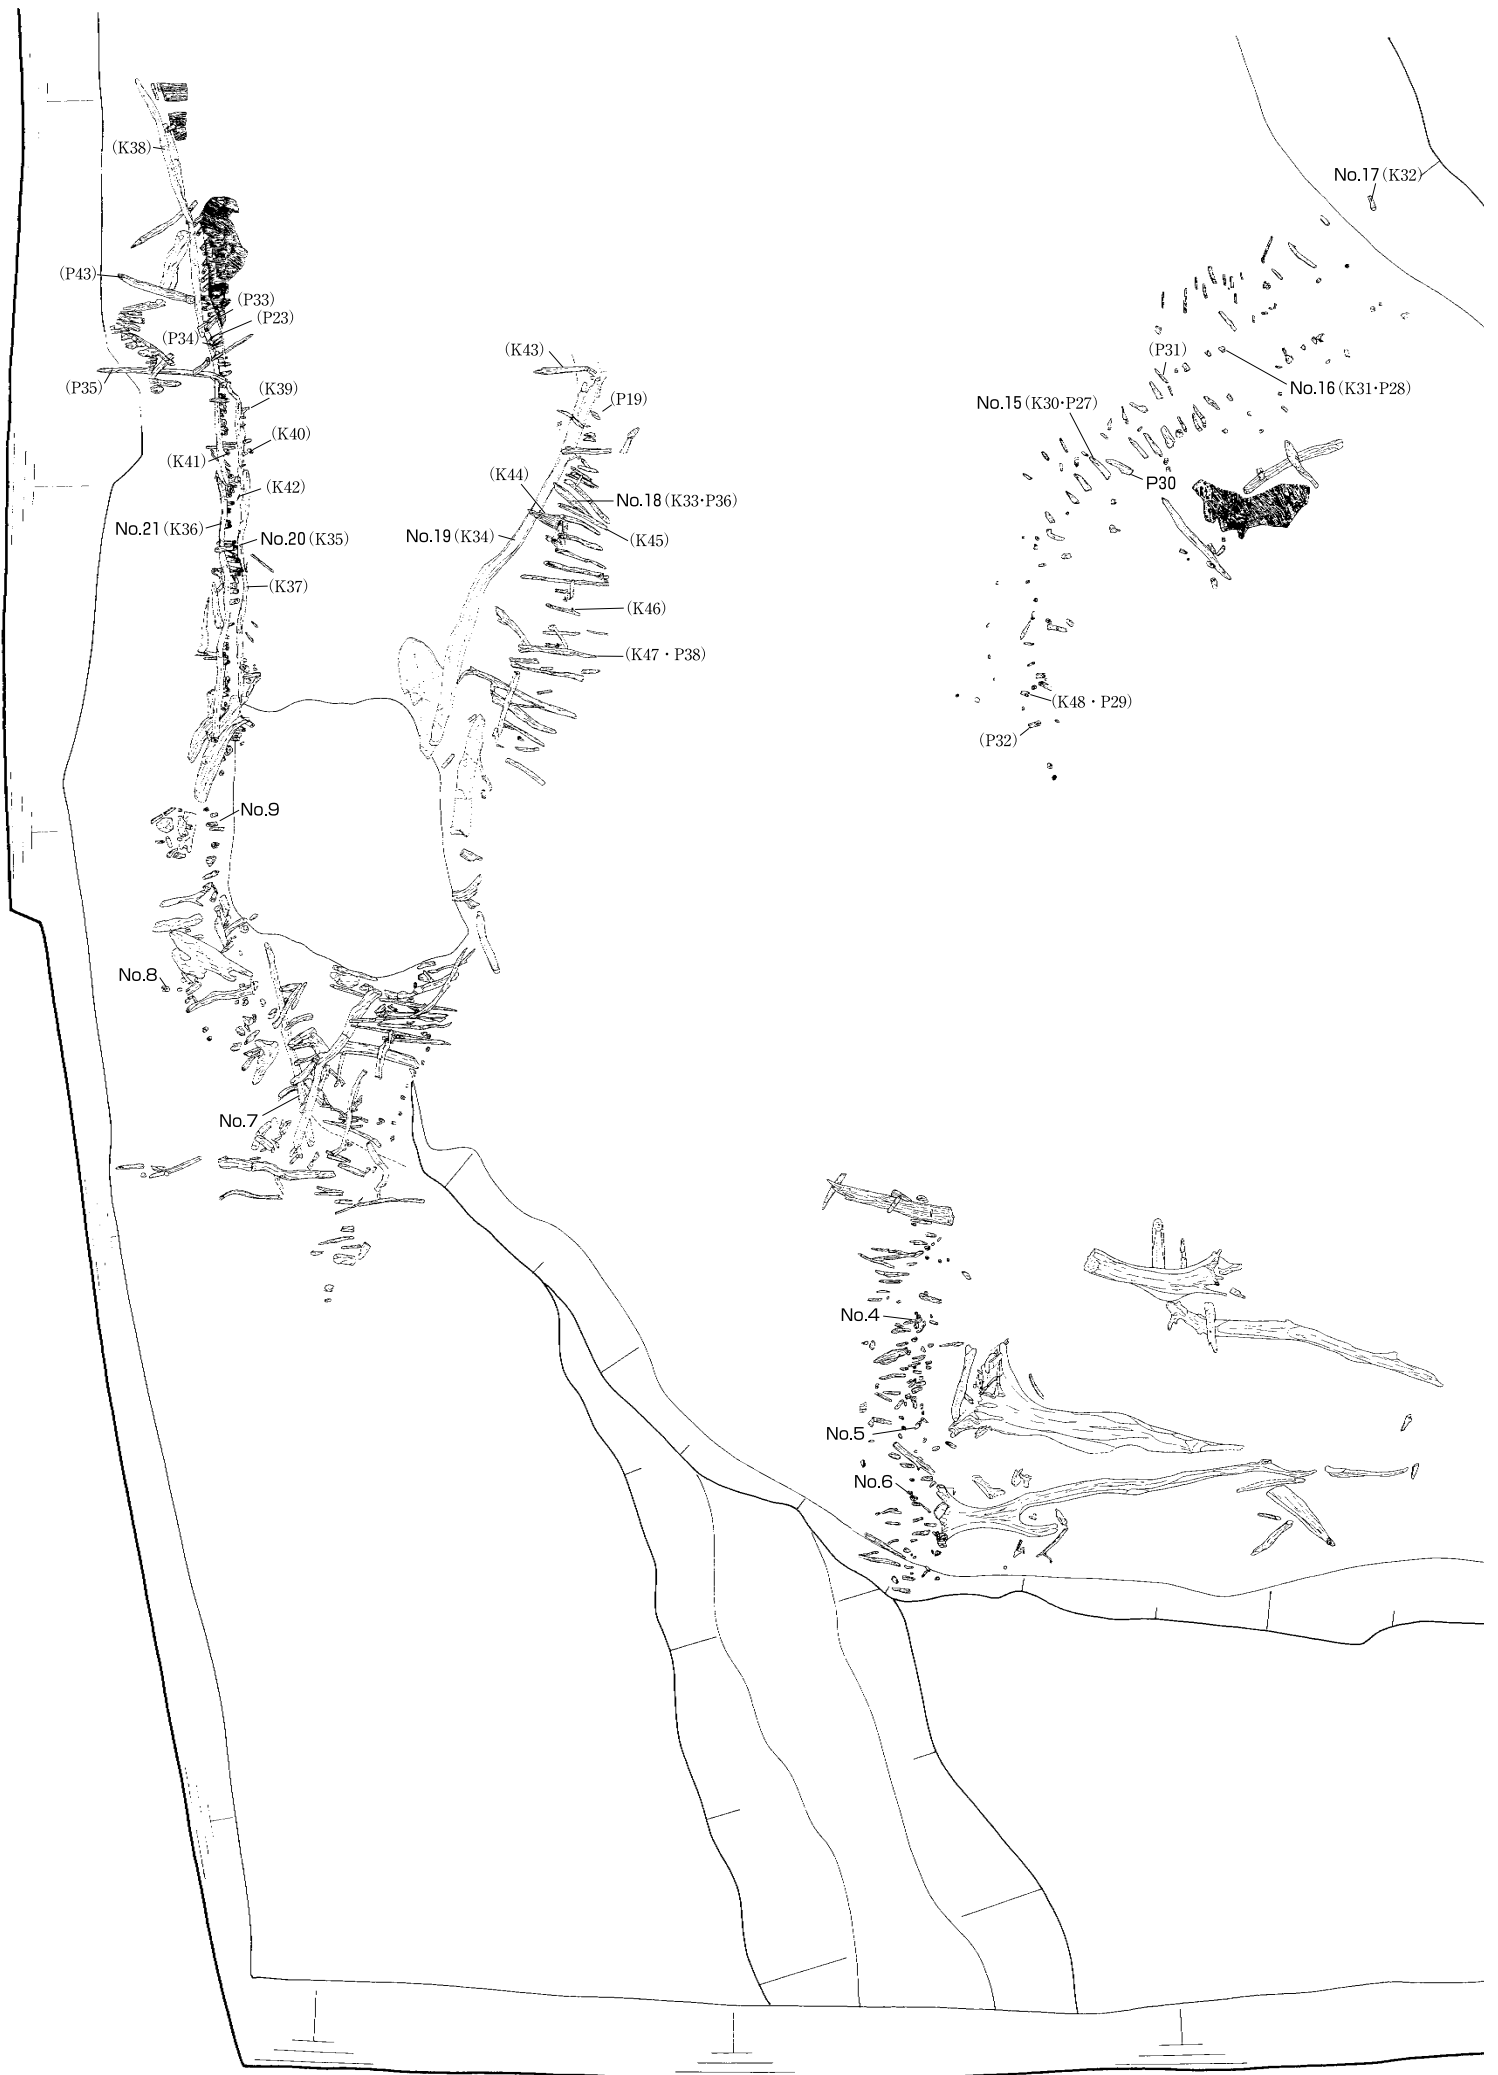 No.17(K32)
(K38)
(P43)
(P33)
(P23)
(P34)
(P35)
(K39)
(K40)
(K41)
(K42)
No.21(K36)
No.20(K35)
(K37)
(K43)
(P19)
(K44)
No.18(K33・P36)
No.19(K34)
(K45)
(K46)
(K47・P38)
(P31)
No.16(K31・P28)
No.15(K30・P27)
P30
(K48・P29)
(P32)
No.9
No.8
No.7
No.4
No.5
No.6